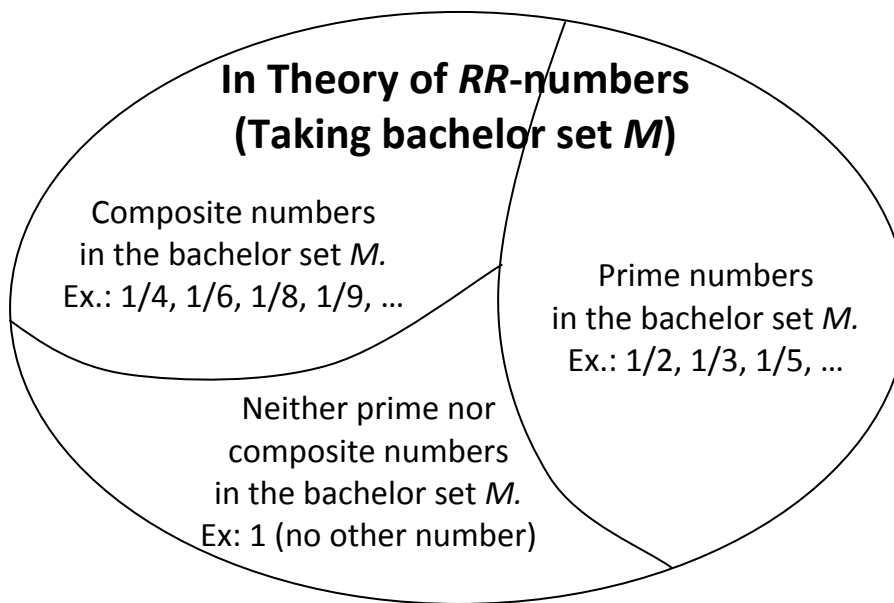 In Theory of RR-numbers
(Taking bachelor set M)
Composite numbers
in the bachelor set M.
Ex.: 1/4, 1/6, 1/8, 1/9, …
Prime numbers
in the bachelor set M.
Ex.: 1/2, 1/3, 1/5, …
Neither prime nor
composite numbers
in the bachelor set M.
Ex: 1 (no other number)